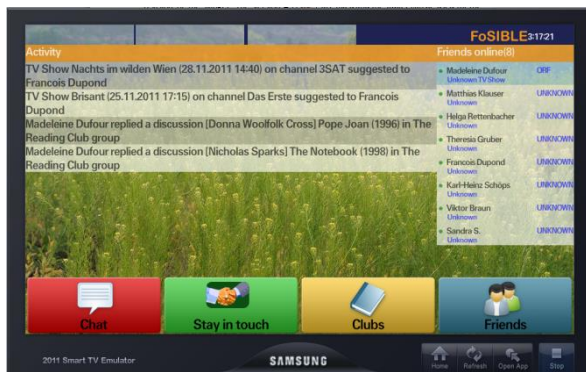 FoSIBLE 3:17:21
Activity
Friends online(8)
TV Show Nachts im wilden Wien (28.11.2011 14:40) on channel 3SAT suggested to
Francois Dupond
TV Show Brisant (25.11.2011 17:15) on channel Das Erste suggested to Francois
Dupond
Madeleine Dufour replied a discussion [Donna Woolfolk Cross] Pope Joan (1996) in The
Reading Club group
Madeleine Dufour replied a discussion [Nicholas Sparks] The Notebook (1998) in The
Reading Club group
Madeleine Dufour OFF
Unknown TV Show
Matthias Klauser UNKNOWN
Unknown
Helga Rettenbacher UNKNOWN
Unknown
Theresia Gruber UNKNOWN
Unknown
Francois Dupond UNKNOWN
Unknown
Karl-Heinz Schöps UNKNOWN
Unknown
Viktor Braun UNKNOWN
Unknown
Sandra S. UNKNOWN
Unknown
Chat
Stay in touch
Clubs
Friends
2011 Smart TV Emulator
SAMSUNG
Home
Refresh
Open App
Stop